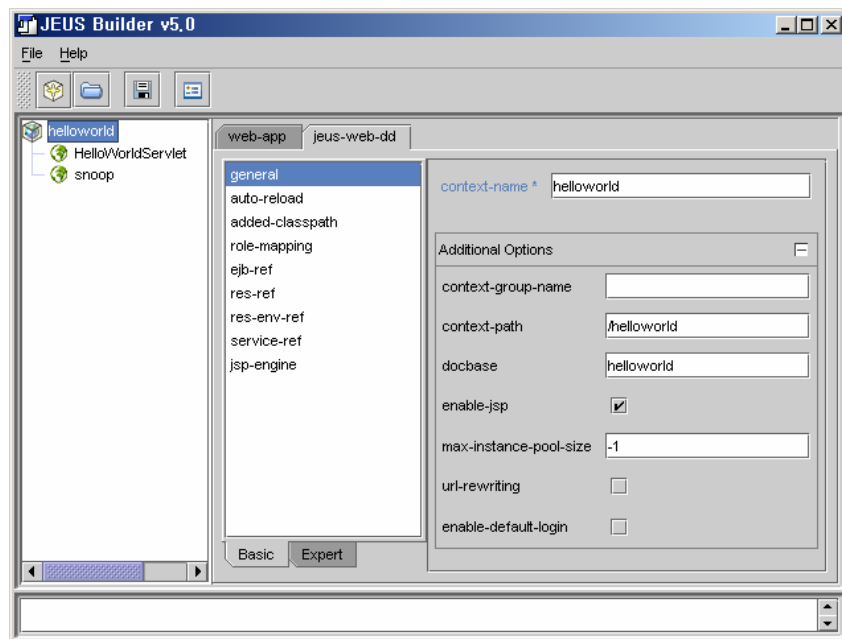 JEUS Builder v5.0
File Help
helloworld
HelloWorldServlet
snoop
web-app jeus-web-dd
general
auto-reload
added-classpath
role-mapping
ejb-ref
res-ref
res-env-ref
service-ref
jsp-engine
Basic Expert
context-name * helloworld
Additional Options
context-group-name
context-path /helloworld
docbase helloworld
enable-jsp
max-instance-pool-size -1
url-rewriting
enable-default-login